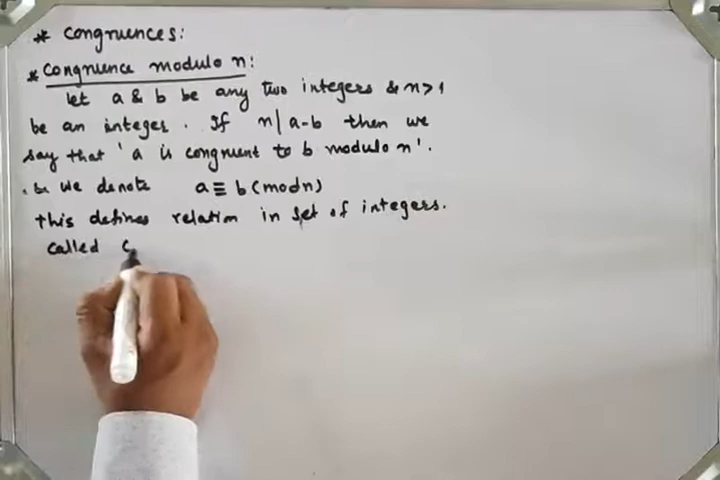 * Congruences:
* Congruence modulo n:
let a & b be any two integers & n>1
be an integer. If n|a-b then we
say that 'a is congruent to b modulo n'.
& we denote a ≡ b (mod n)
This defines relation in set of integers.
called c